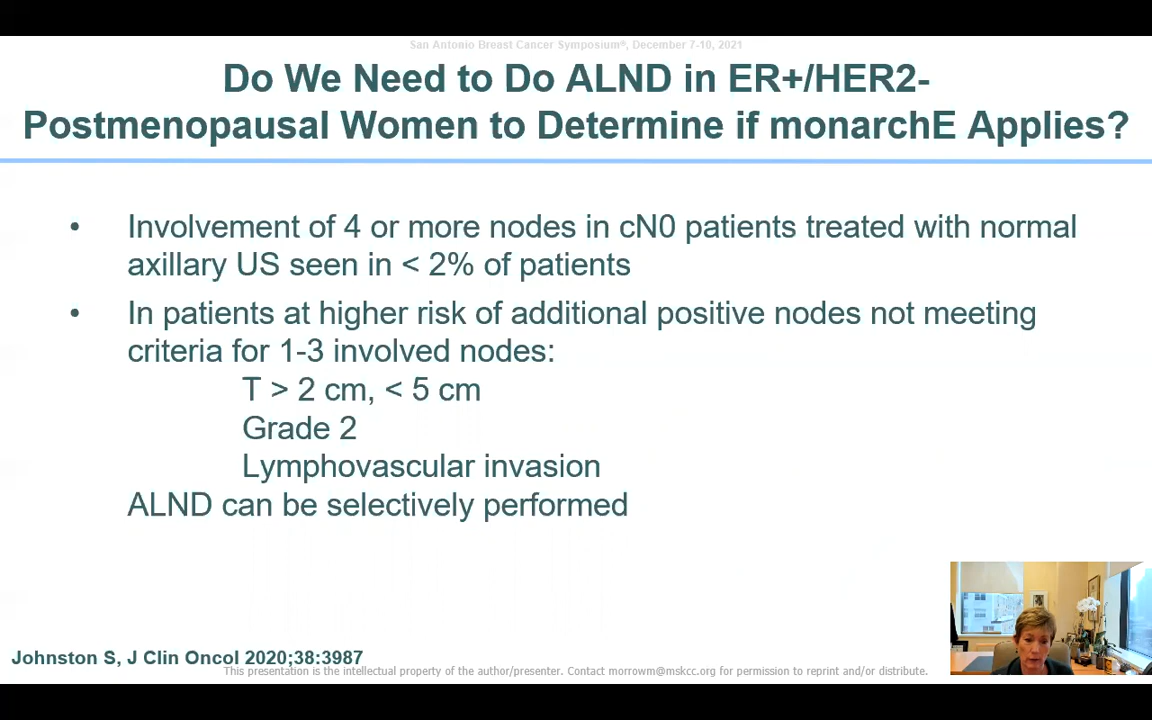 San Antonio Breast Cancer Symposium®, December 7-10, 2021
Do We Need to Do ALND in ER+/HER2-
Postmenopausal Women to Determine if monarchE Applies?
• Involvement of 4 or more nodes in cN0 patients treated with normal
axillary US seen in < 2% of patients
• In patients at higher risk of additional positive nodes not meeting
criteria for 1-3 involved nodes:
T > 2 cm, < 5 cm
Grade 2
Lymphovascular invasion
ALND can be selectively performed
Johnston S, J Clin Oncol 2020;38:3987
This presentation is the intellectual property of the author/presenter. Contact morrowm@mskcc.org for permission to reprint and/or distribute.